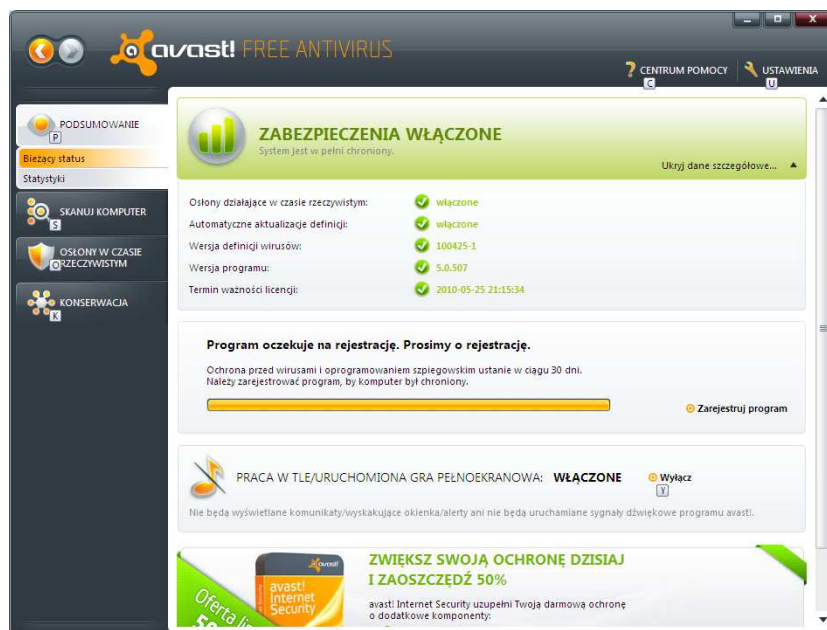 avast! FREE ANTIVIRUS
CENTRUM POMOCY
C
USTAWIENIA
U
PODSUMOWANIE
P
Bieżący status
Statystyki
SKANUJ KOMPUTER
S
OSŁONY W CZASIE
RZECZYWISTYM
O
KONSERWACJA
K
ZABEZPIECZENIA WŁĄCZONE
System jest w pełni chroniony.
Ukryj dane szczegółowe...
Osłony działające w czasie rzeczywistym: włączone
Automatyczne aktualizacje definicji: włączone
Wersja definicji wirusów: 100425-1
Wersja programu: 5.0.507
Termin ważności licencji: 2010-05-25 21:15:34
Program oczekuje na rejestrację. Prosimy o rejestrację.
Ochrona przed wirusami i oprogramowaniem szpiegowskim ustanie w ciągu 30 dni.
Należy zarejestrować program, by komputer był chroniony.
Zarejestruj program
PRACA W TLE/URUCHOMIONA GRA PEŁNOEKRANOWA: WŁĄCZONE
Wyłącz
Y
Nie będą wyświetlane komunikaty/wyskakujące okienka/alerty ani nie będą uruchamiane sygnały dźwiękowe programu avast!.
Oferta
avast!
avast!
Internet
Security
ZWIĘKSZ SWOJĄ OCHRONĘ DZISIAJ
I ZAOSZCZĘDŹ 50%
avast! Internet Security uzupełni Twoją darmową ochronę
o dodatkowe komponenty: